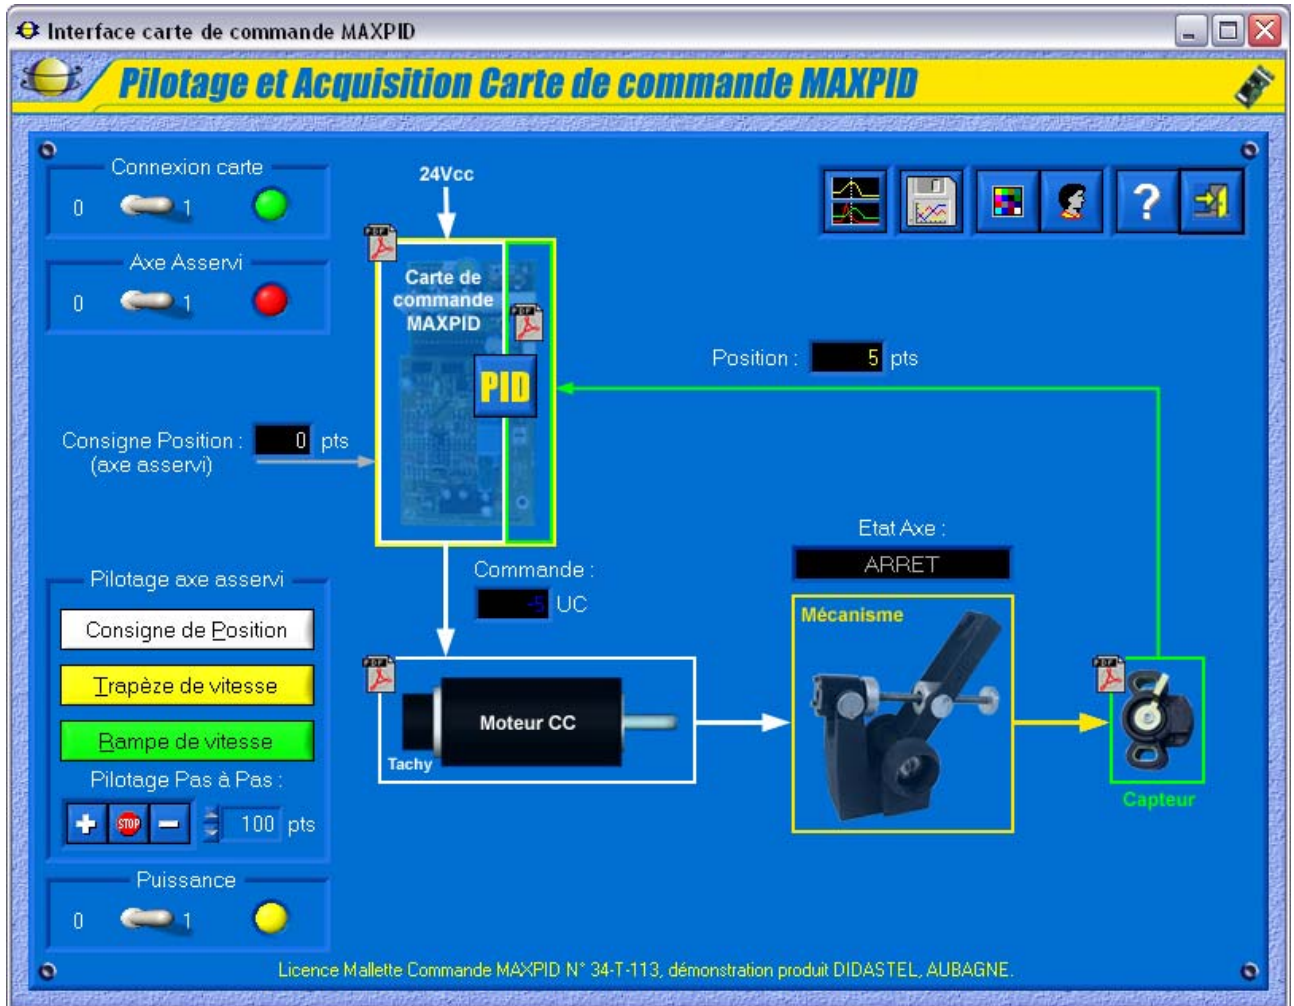 Interface carte de commande MAXPID
Pilotage et Acquisition Carte de commande MAXPID
Connexion carte
0 1
24Vcc
PDF
Axe Asservi
0 1
Carte de
commande
MAXPID
PDF
PID
?
Position : 5 pts
Consigne Position : 0 pts
(axe asservi)
Etat Axe :
ARRET
Commande :
-5 UC
Pilotage axe asservi
Consigne de Position
Trapèze de vitesse
Rampe de vitesse
Pilotage Pas à Pas :
+ STOP - 100 pts
PDF
Moteur CC
Tachy
Mécanisme
PDF
Capteur
Puissance
0 1
Licence Mallette Commande MAXPID N° 34-T-113, démonstration produit DIDASTEL, AUBAGNE.